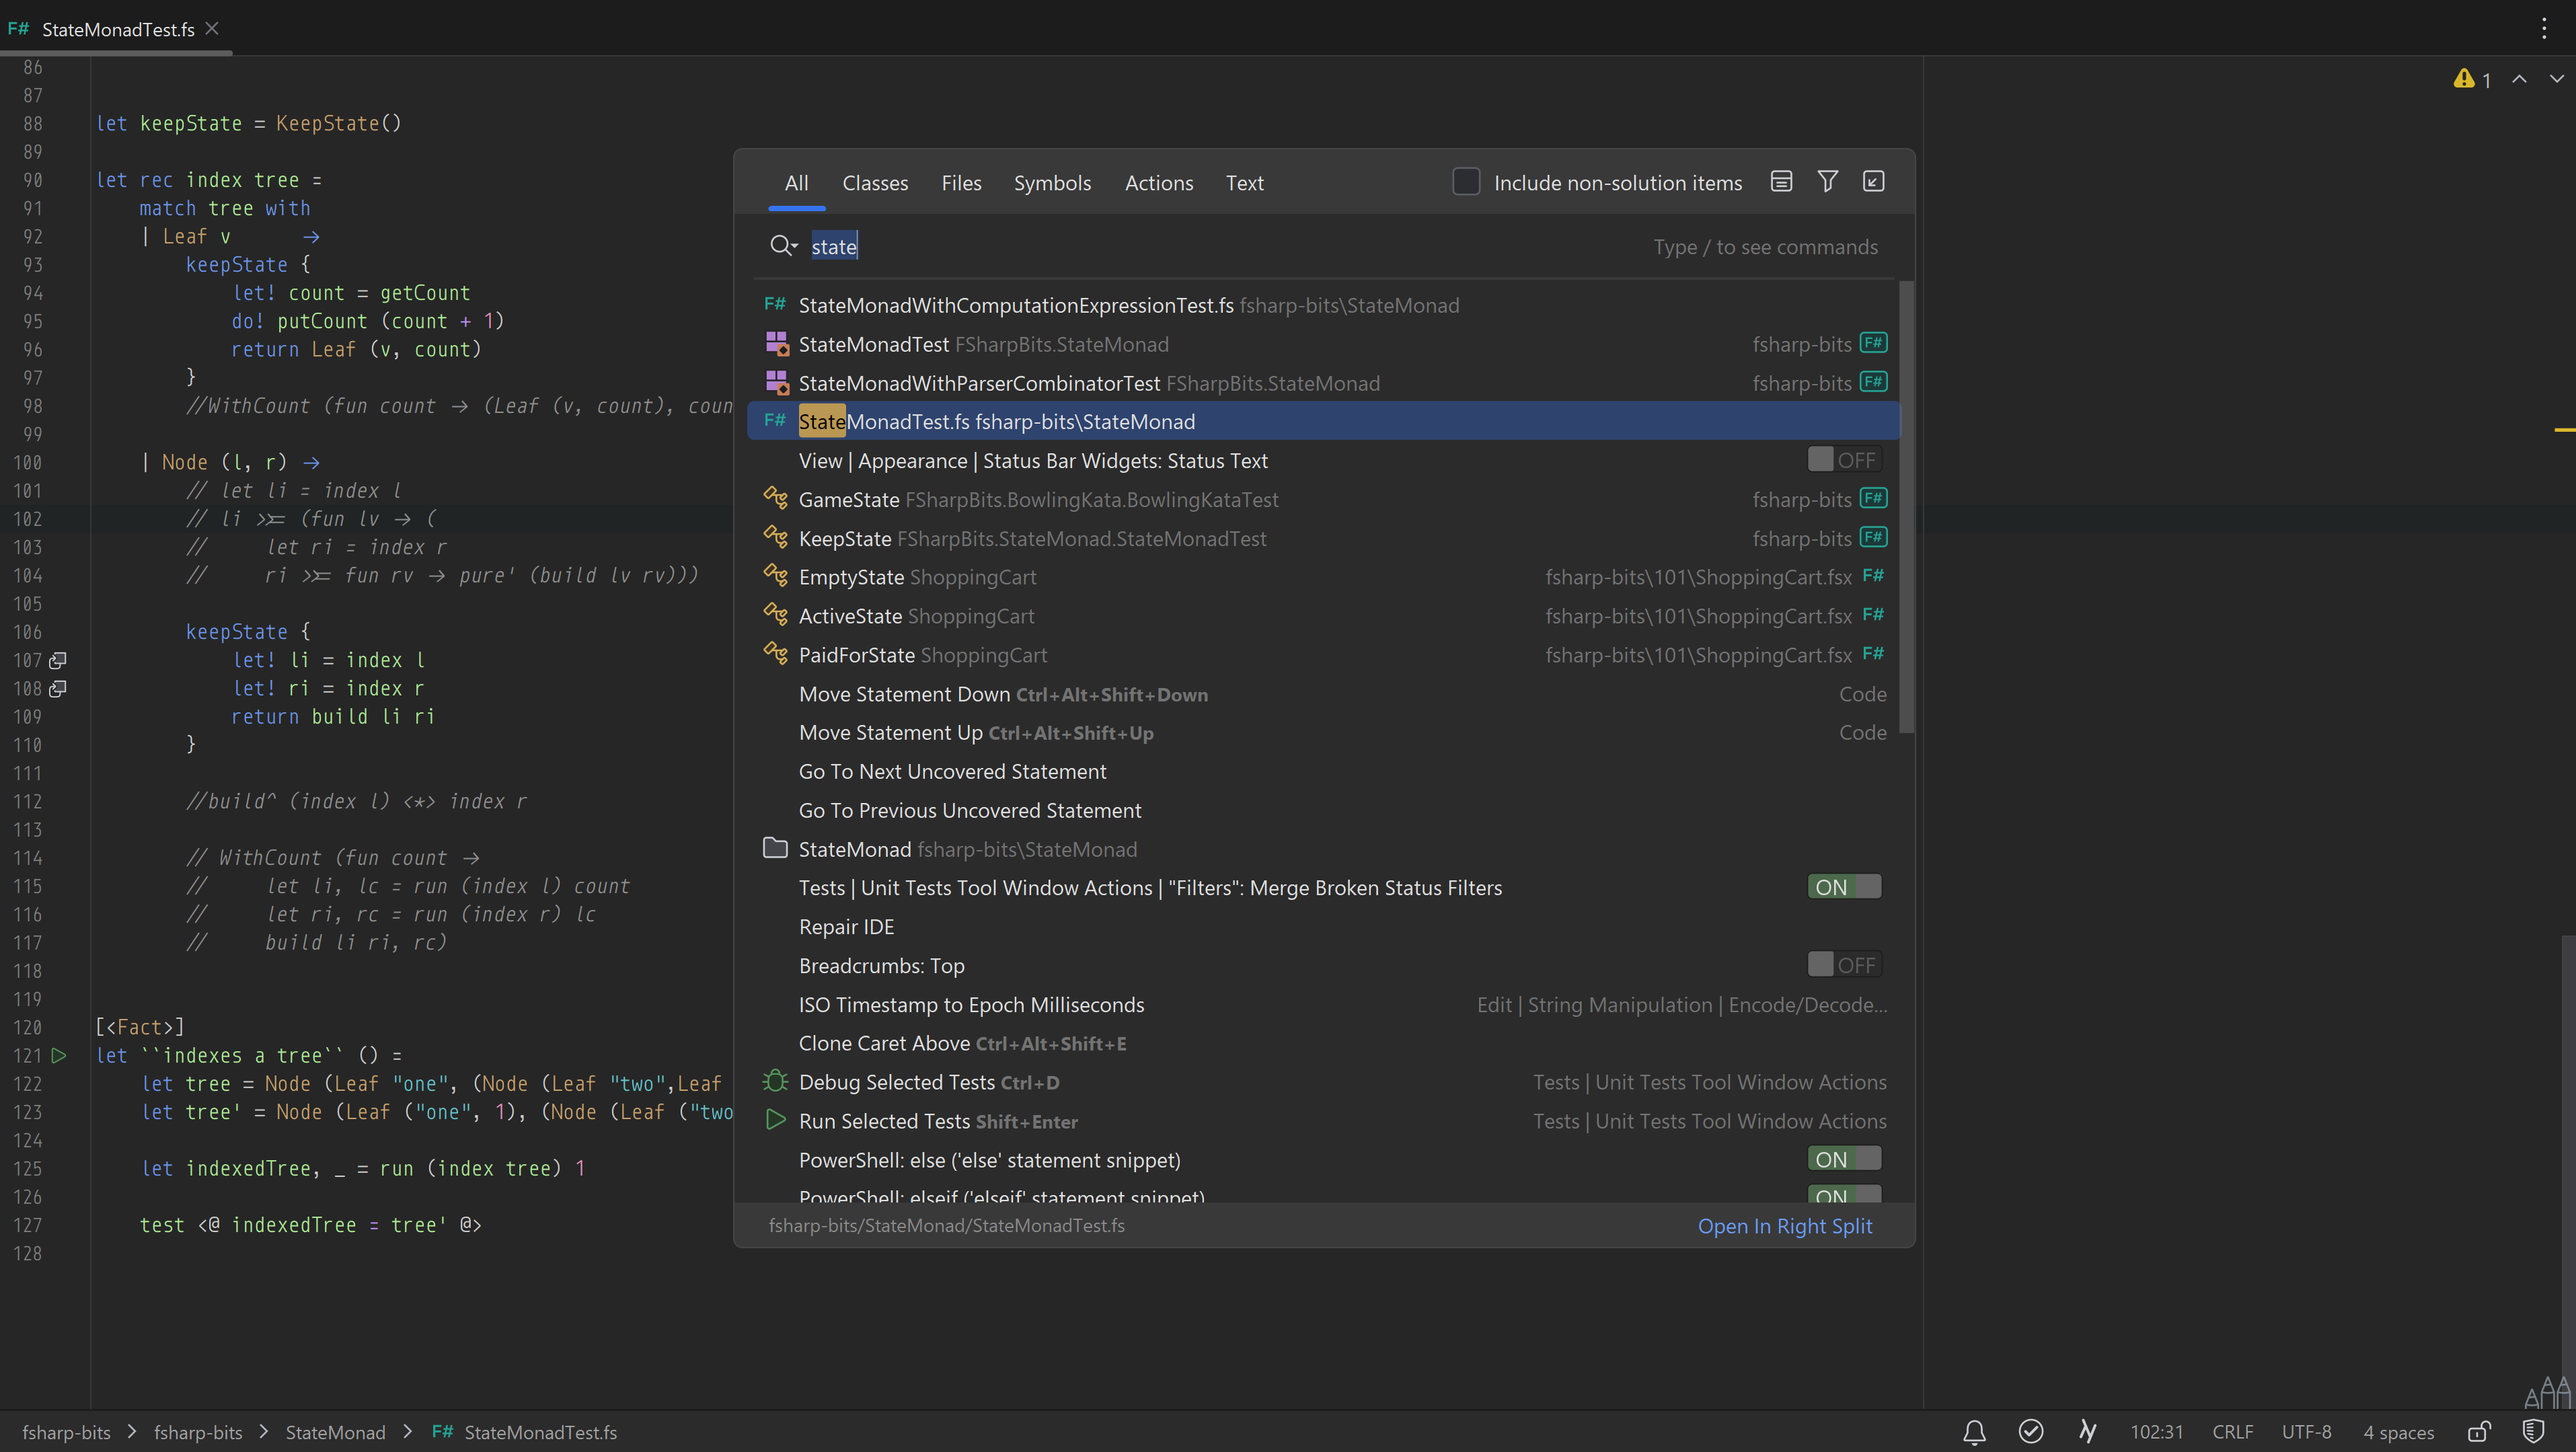 F# StateMonadTest.fs
86
87
88 let keepState = KeepState()
89
90 let rec index tree =
91 match tree with
92 | Leaf v →
93 keepState {
94 let! count = getCount
95 do! putCount (count + 1)
96 return Leaf (v, count)
97 }
98 //WithCount (fun count → (Leaf (v, count), coun
99
100 | Node (l, r) →
101 // let li = index l
102 // li >>= (fun lv → (
103 // let ri = index r
104 // ri >>= fun rv → pure' (build lv rv)))
105
106 keepState {
107 let! li = index l
108 let! ri = index r
109 return build li ri
110 }
111
112 //build^ (index l) <*> index r
113
114 // WithCount (fun count →
115 // let li, lc = run (index l) count
116 // let ri, rc = run (index r) lc
117 // build li ri, rc)
118
119
120 [<Fact>]
121 let ``indexes a tree`` () =
122 let tree = Node (Leaf "one", (Node (Leaf "two",Leaf
123 let tree' = Node (Leaf ("one", 1), (Node (Leaf ("two
124
125 let indexedTree, _ = run (index tree) 1
126
127 test <@ indexedTree = tree' @>
128
1
All Classes Files Symbols Actions Text Include non-solution items
state Type / to see commands
F# StateMonadWithComputationExpressionTest.fs fsharp-bits\StateMonad
StateMonadTest FSharpBits.StateMonad fsharp-bits F#
StateMonadWithParserCombinatorTest FSharpBits.StateMonad fsharp-bits F#
F# StateMonadTest.fs fsharp-bits\StateMonad
View | Appearance | Status Bar Widgets: Status Text OFF
GameState FSharpBits.BowlingKata.BowlingKataTest fsharp-bits F#
KeepState FSharpBits.StateMonad.StateMonadTest fsharp-bits F#
EmptyState ShoppingCart fsharp-bits\101\ShoppingCart.fsx F#
ActiveState ShoppingCart fsharp-bits\101\ShoppingCart.fsx F#
PaidForState ShoppingCart fsharp-bits\101\ShoppingCart.fsx F#
Move Statement Down Ctrl+Alt+Shift+Down Code
Move Statement Up Ctrl+Alt+Shift+Up Code
Go To Next Uncovered Statement
Go To Previous Uncovered Statement
StateMonad fsharp-bits\StateMonad
Tests | Unit Tests Tool Window Actions | "Filters": Merge Broken Status Filters ON
Repair IDE
Breadcrumbs: Top OFF
ISO Timestamp to Epoch Milliseconds Edit | String Manipulation | Encode/Decode...
Clone Caret Above Ctrl+Alt+Shift+E
Debug Selected Tests Ctrl+D Tests | Unit Tests Tool Window Actions
Run Selected Tests Shift+Enter Tests | Unit Tests Tool Window Actions
PowerShell: else ('else' statement snippet) ON
PowerShell: elseif ('elseif' statement snippet) ON
fsharp-bits/StateMonad/StateMonadTest.fs Open In Right Split
fsharp-bits > fsharp-bits > StateMonad > F# StateMonadTest.fs 102:31 CRLF UTF-8 4 spaces